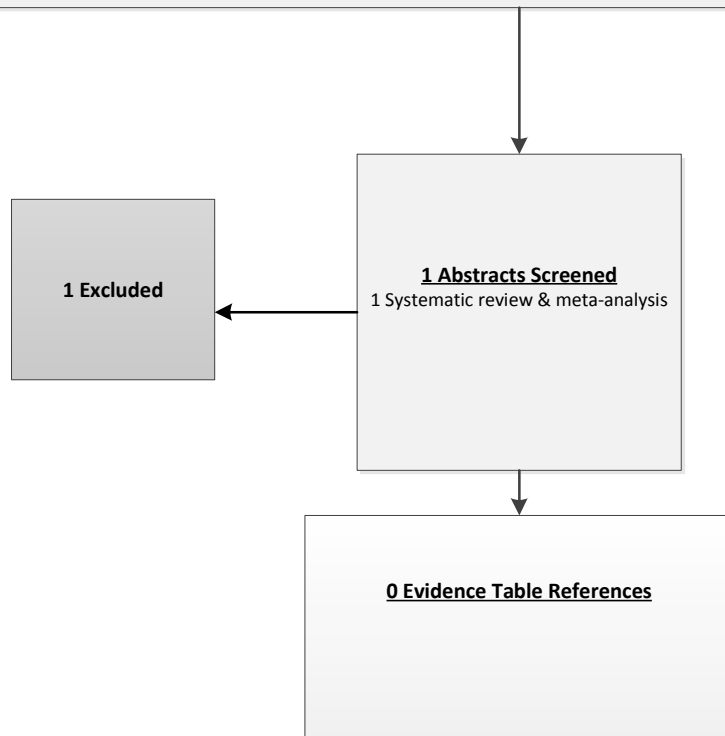 1 Excluded
1 Abstracts Screened
1 Systematic review & meta-analysis
0 Evidence Table References